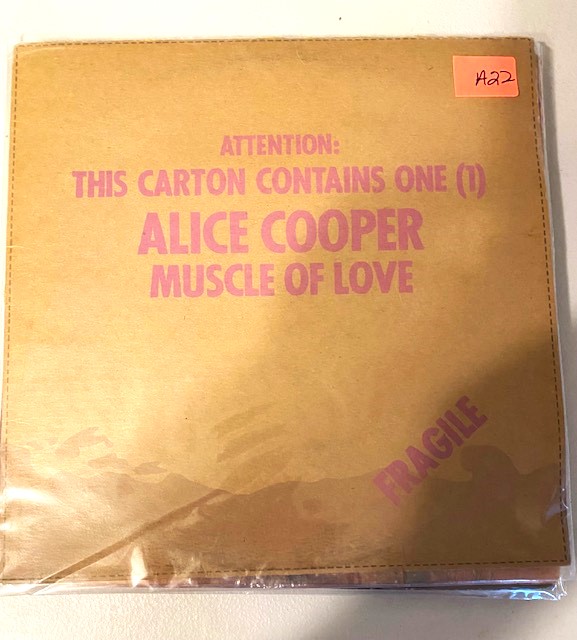 A22
ATTENTION:
THIS CARTON CONTAINS ONE (1)
ALICE COOPER
MUSCLE OF LOVE
FRAGILE